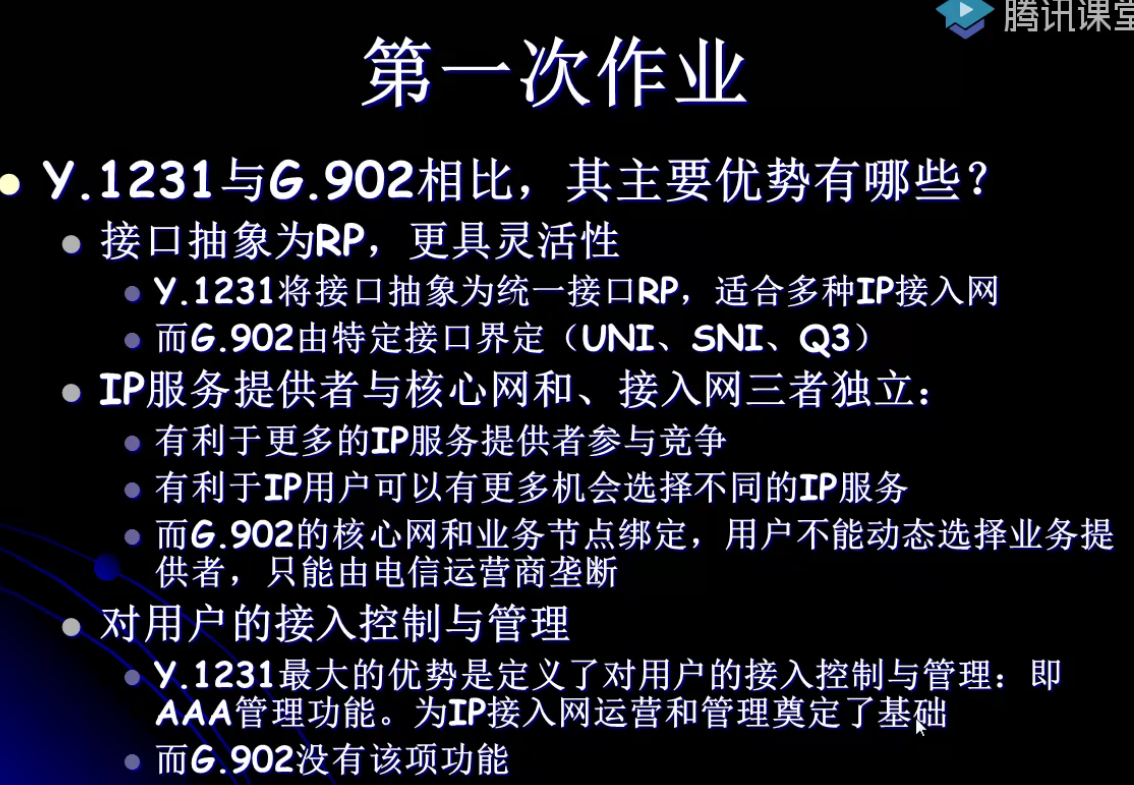 腾讯课堂
第一次作业
Y.1231与G.902相比，其主要优势有哪些？
接口抽象为RP，更具灵活性
Y.1231将接口抽象为统一接口RP，适合多种IP接入网
而G.902由特定接口界定（UNI、SNI、Q3）
IP服务提供者与核心网和、接入网三者独立：
有利于更多的IP服务提供者参与竞争
有利于IP用户可以有更多机会选择不同的IP服务
而G.902的核心网和业务节点绑定，用户不能动态选择业务提
供者，只能由电信运营商垄断
对用户的接入控制与管理
Y.1231最大的优势是定义了对用户的接入控制与管理：即
AAA管理功能。为IP接入网运营和管理奠定了基础
而G.902没有该项功能